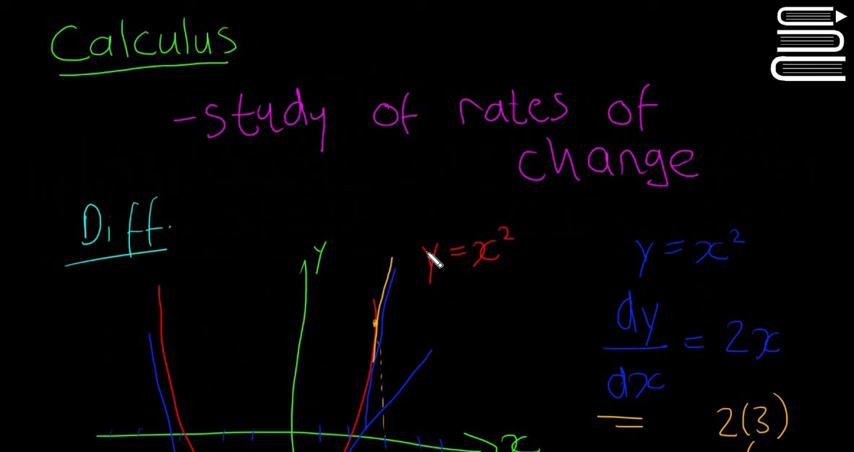 Calculus
- study of rates of
change
Diff.
y
y = x²
x
y = x²
dy/dx = 2x
= 2(3)